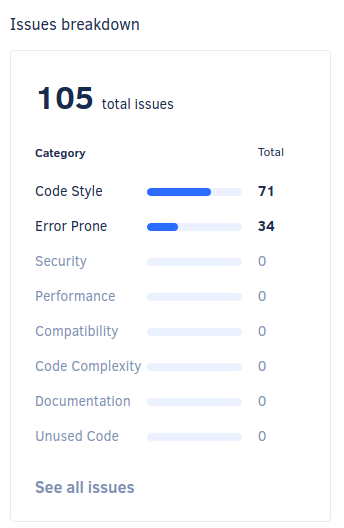 Issues breakdown
105 total issues
Category Total
Code Style 71
Error Prone 34
Security 0
Performance 0
Compatibility 0
Code Complexity 0
Documentation 0
Unused Code 0
See all issues